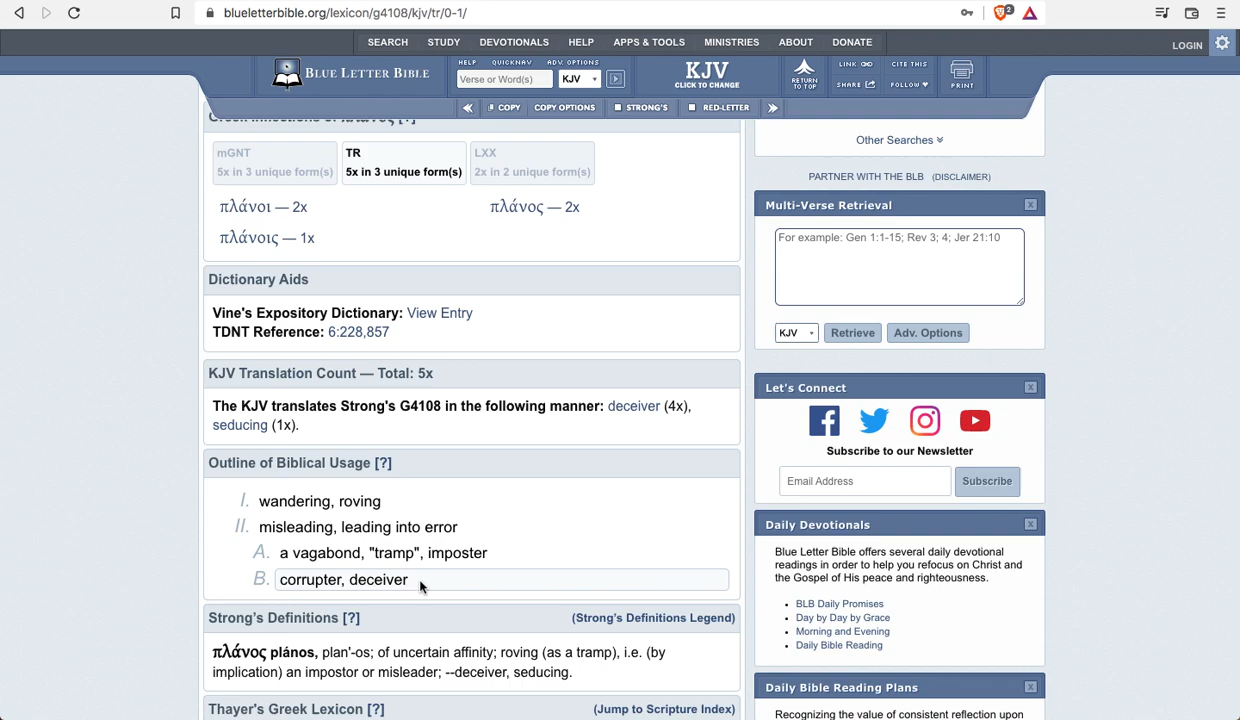 blueletterbible.org/lexicon/g4108/kjv/tr/0-1/
2
SEARCH STUDY DEVOTIONALS HELP APPS & TOOLS MINISTRIES ABOUT DONATE
LOGIN
BLUE LETTER BIBLE
HELP QUICKNAV ADV. OPTIONS
Verse or Word(s) KJV
KJV
CLICK TO CHANGE
RETURN TO TOP
LINK CITE THIS
SHARE FOLLOW
PRINT
COPY COPY OPTIONS STRONG'S RED-LETTER
Greek Inflections of πλάνος [?]
mGNT
5x in 3 unique form(s)
TR
5x in 3 unique form(s)
LXX
2x in 2 unique form(s)
πλάνοι — 2x
πλάνος — 2x
πλάνοις — 1x
Dictionary Aids
Vine's Expository Dictionary: View Entry
TDNT Reference: 6:228,857
KJV Translation Count — Total: 5x
The KJV translates Strong's G4108 in the following manner: deceiver (4x),
seducing (1x).
Outline of Biblical Usage [?]
I. wandering, roving
II. misleading, leading into error
A. a vagabond, "tramp", imposter
B. corrupter, deceiver
Strong's Definitions [?] (Strong's Definitions Legend)
πλάνος plános, plan'-os; of uncertain affinity; roving (as a tramp), i.e. (by
implication) an impostor or misleader; --deceiver, seducing.
Thayer's Greek Lexicon [?] (Jump to Scripture Index)
Other Searches
PARTNER WITH THE BLB (DISCLAIMER)
Multi-Verse Retrieval x
For example: Gen 1:1-15; Rev 3; 4; Jer 21:10
KJV Retrieve Adv. Options
Let's Connect x
Subscribe to our Newsletter
Email Address Subscribe
Daily Devotionals x
Blue Letter Bible offers several daily devotional
readings in order to help you refocus on Christ and
the Gospel of His peace and righteousness.
BLB Daily Promises
Day by Day by Grace
Morning and Evening
Daily Bible Reading
Daily Bible Reading Plans x
Recognizing the value of consistent reflection upon